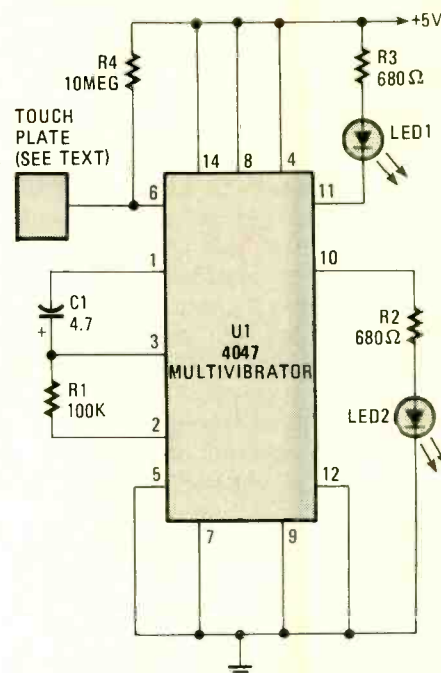 +5V
R4
10MEG
R3
680Ω
TOUCH
PLATE
(SEE TEXT)
LED1
14
8
4
6
11
1
10
C1
4.7
+
U1
4047
MULTIVIBRATOR
R2
680Ω
3
R1
100K
LED2
2
5
12
7
9